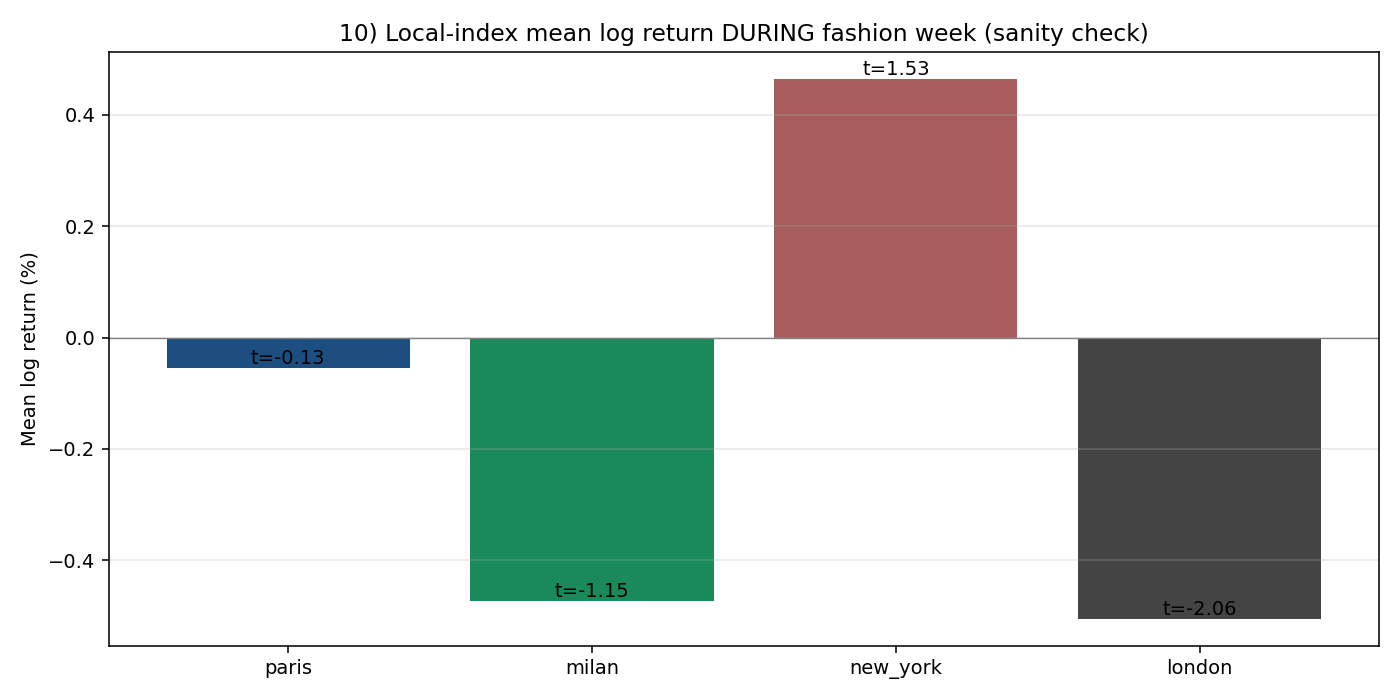 10) Local-index mean log return DURING fashion week (sanity check)
Mean log return (%)
0.4
0.2
0.0
−0.2
−0.4
t=-0.13
t=-1.15
t=1.53
t=-2.06
paris
milan
new_york
london